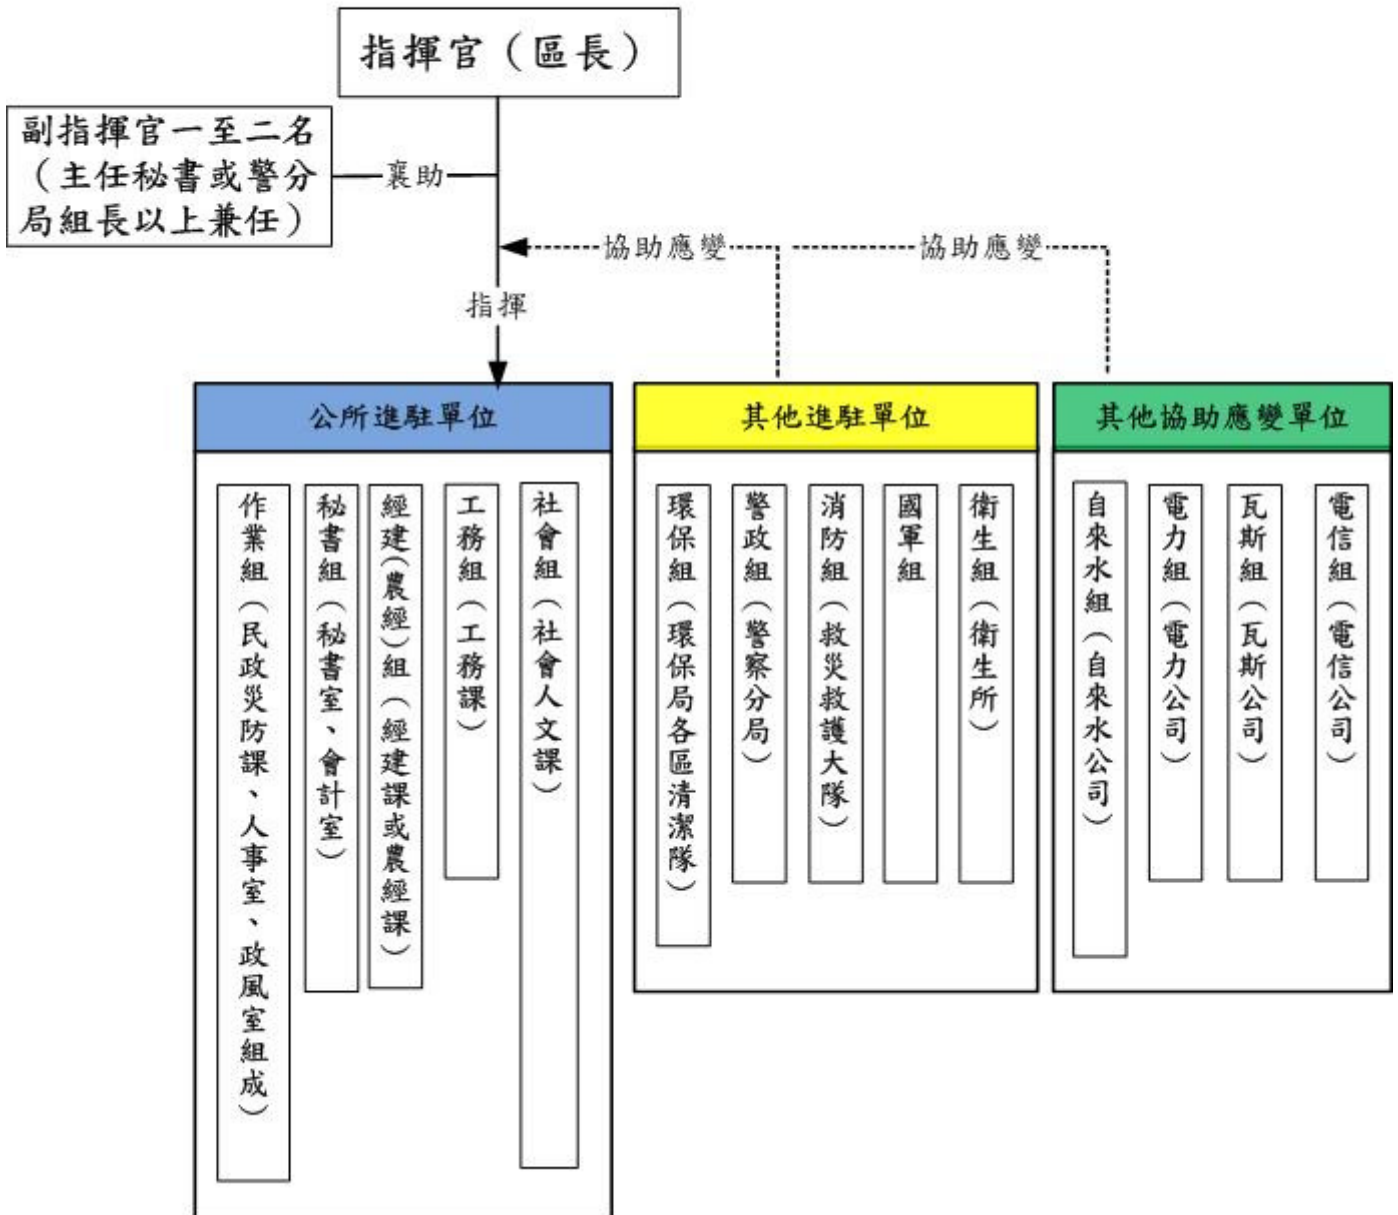 指揮官（區長）
副指揮官一至二名
（主任秘書或警分
局組長以上兼任）
襄助
協助應變
協助應變
指揮
公所進駐單位
作業組（民政災防課、人事室、政風室組成）
秘書組（秘書室、會計室）
經建（農經）組（經建課或農經課）
工務組（工務課）
社會組（社會人文課）
其他進駐單位
環保組（環保局各區清潔隊）
警政組（警察分局）
消防組（救災救護大隊）
國軍組
衛生組（衛生所）
其他協助應變單位
自來水組（自來水公司）
電力組（電力公司）
瓦斯組（瓦斯公司）
電信組（電信公司）